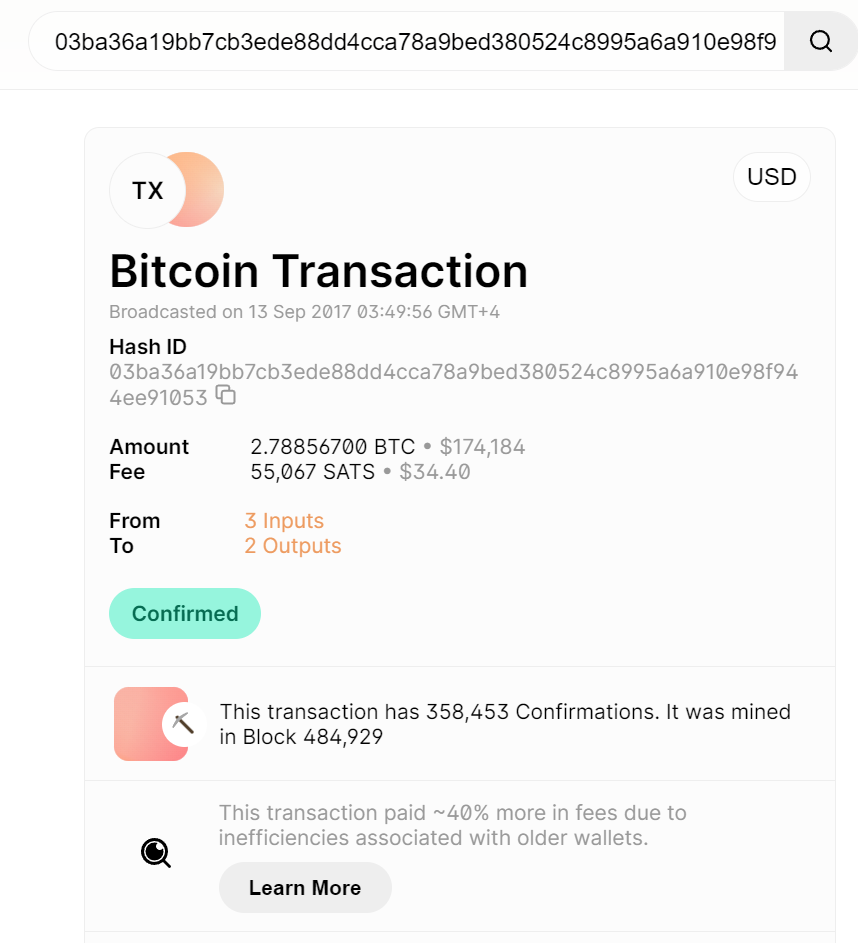 03ba36a19bb7cb3ede88dd4cca78a9bed380524c8995a6a910e98f9
TX
USD
Bitcoin Transaction
Broadcasted on 13 Sep 2017 03:49:56 GMT+4
Hash ID
03ba36a19bb7cb3ede88dd4cca78a9bed380524c8995a6a910e98f94
4ee91053
Amount 2.78856700 BTC • $174,184
Fee 55,067 SATS • $34.40
From 3 Inputs
To 2 Outputs
Confirmed
This transaction has 358,453 Confirmations. It was mined
in Block 484,929
This transaction paid ~40% more in fees due to
inefficiencies associated with older wallets.
Learn More